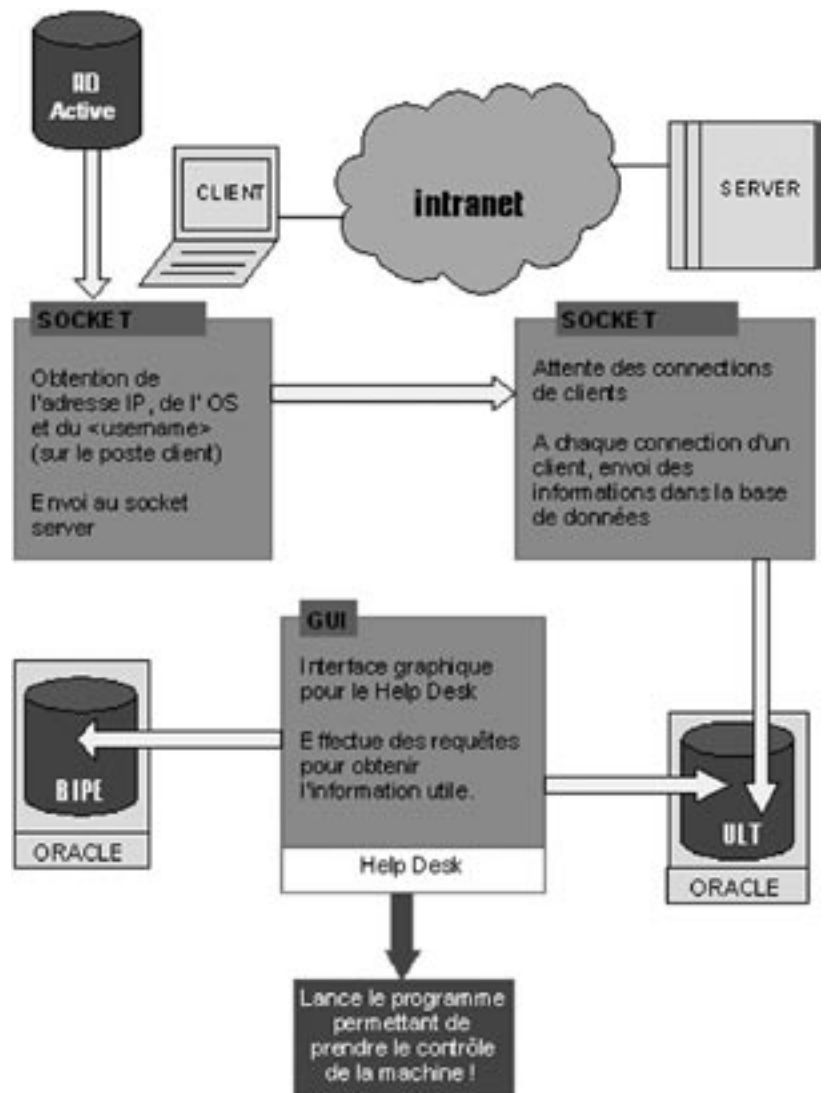 AD
Active
CLIENT
intranet
SERVER
SOCKET
Obtention de
l'adresse IP, de l' OS
et du <username>
(sur le poste client)
Envoi au socket
server
SOCKET
Attente des connections
de clients
A chaque connection d'un
client, envoi des
informations dans la base
de données
GUI
Interface graphique
pour le Help Desk
Effectue des requêtes
pour obtenir
l'information utile.
Help Desk
BIPE
ORACLE
ULT
ORACLE
Lance le programme
permettant de
prendre le contrôle
de la machine !